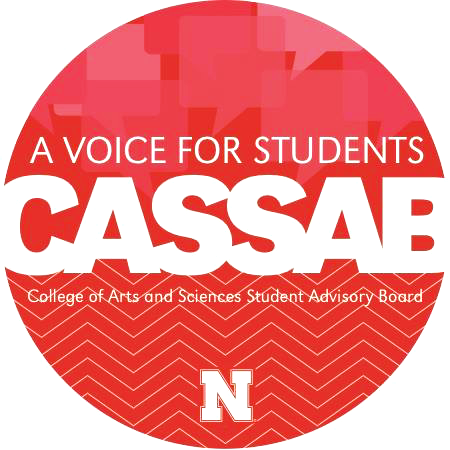 A VOICE FOR STUDENTS
CASSAB
College of Arts and Sciences Student Advisory Board
N